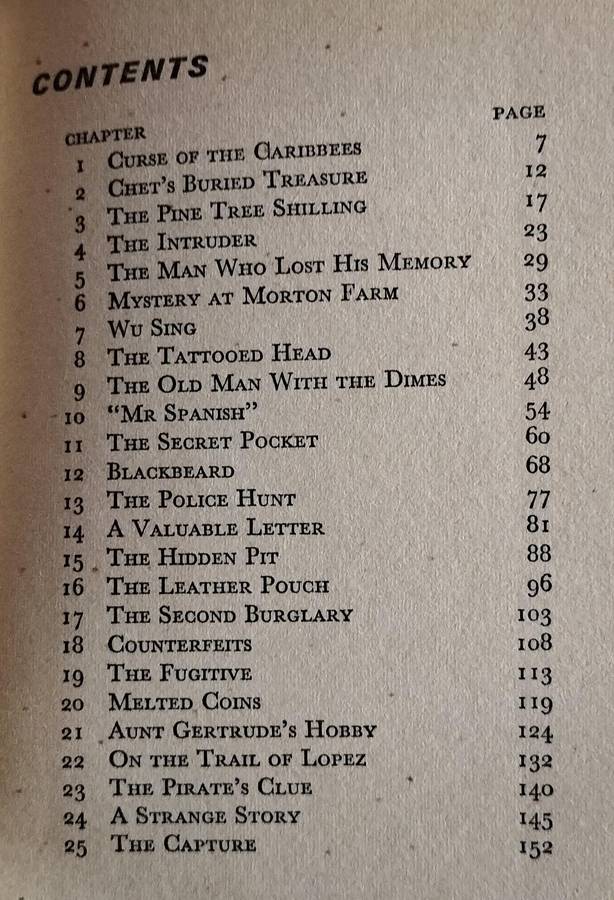 CONTENTS
CHAPTER PAGE
1 CURSE OF THE CARIBBEES 7
2 CHET'S BURIED TREASURE 12
3 THE PINE TREE SHILLING 17
4 THE INTRUDER 23
5 THE MAN WHO LOST HIS MEMORY 29
6 MYSTERY AT MORTON FARM 33
7 WU SING 38
8 THE TATTOOED HEAD 43
9 THE OLD MAN WITH THE DIMES 48
10 "MR SPANISH" 54
11 THE SECRET POCKET 60
12 BLACKBEARD 68
13 THE POLICE HUNT 77
14 A VALUABLE LETTER 81
15 THE HIDDEN PIT 88
16 THE LEATHER POUCH 96
17 THE SECOND BURGLARY 103
18 COUNTERFEITS 108
19 THE FUGITIVE 113
20 MELTED COINS 119
21 AUNT GERTRUDE'S HOBBY 124
22 ON THE TRAIL OF LOPEZ 132
23 THE PIRATE'S CLUE 140
24 A STRANGE STORY 145
25 THE CAPTURE 152